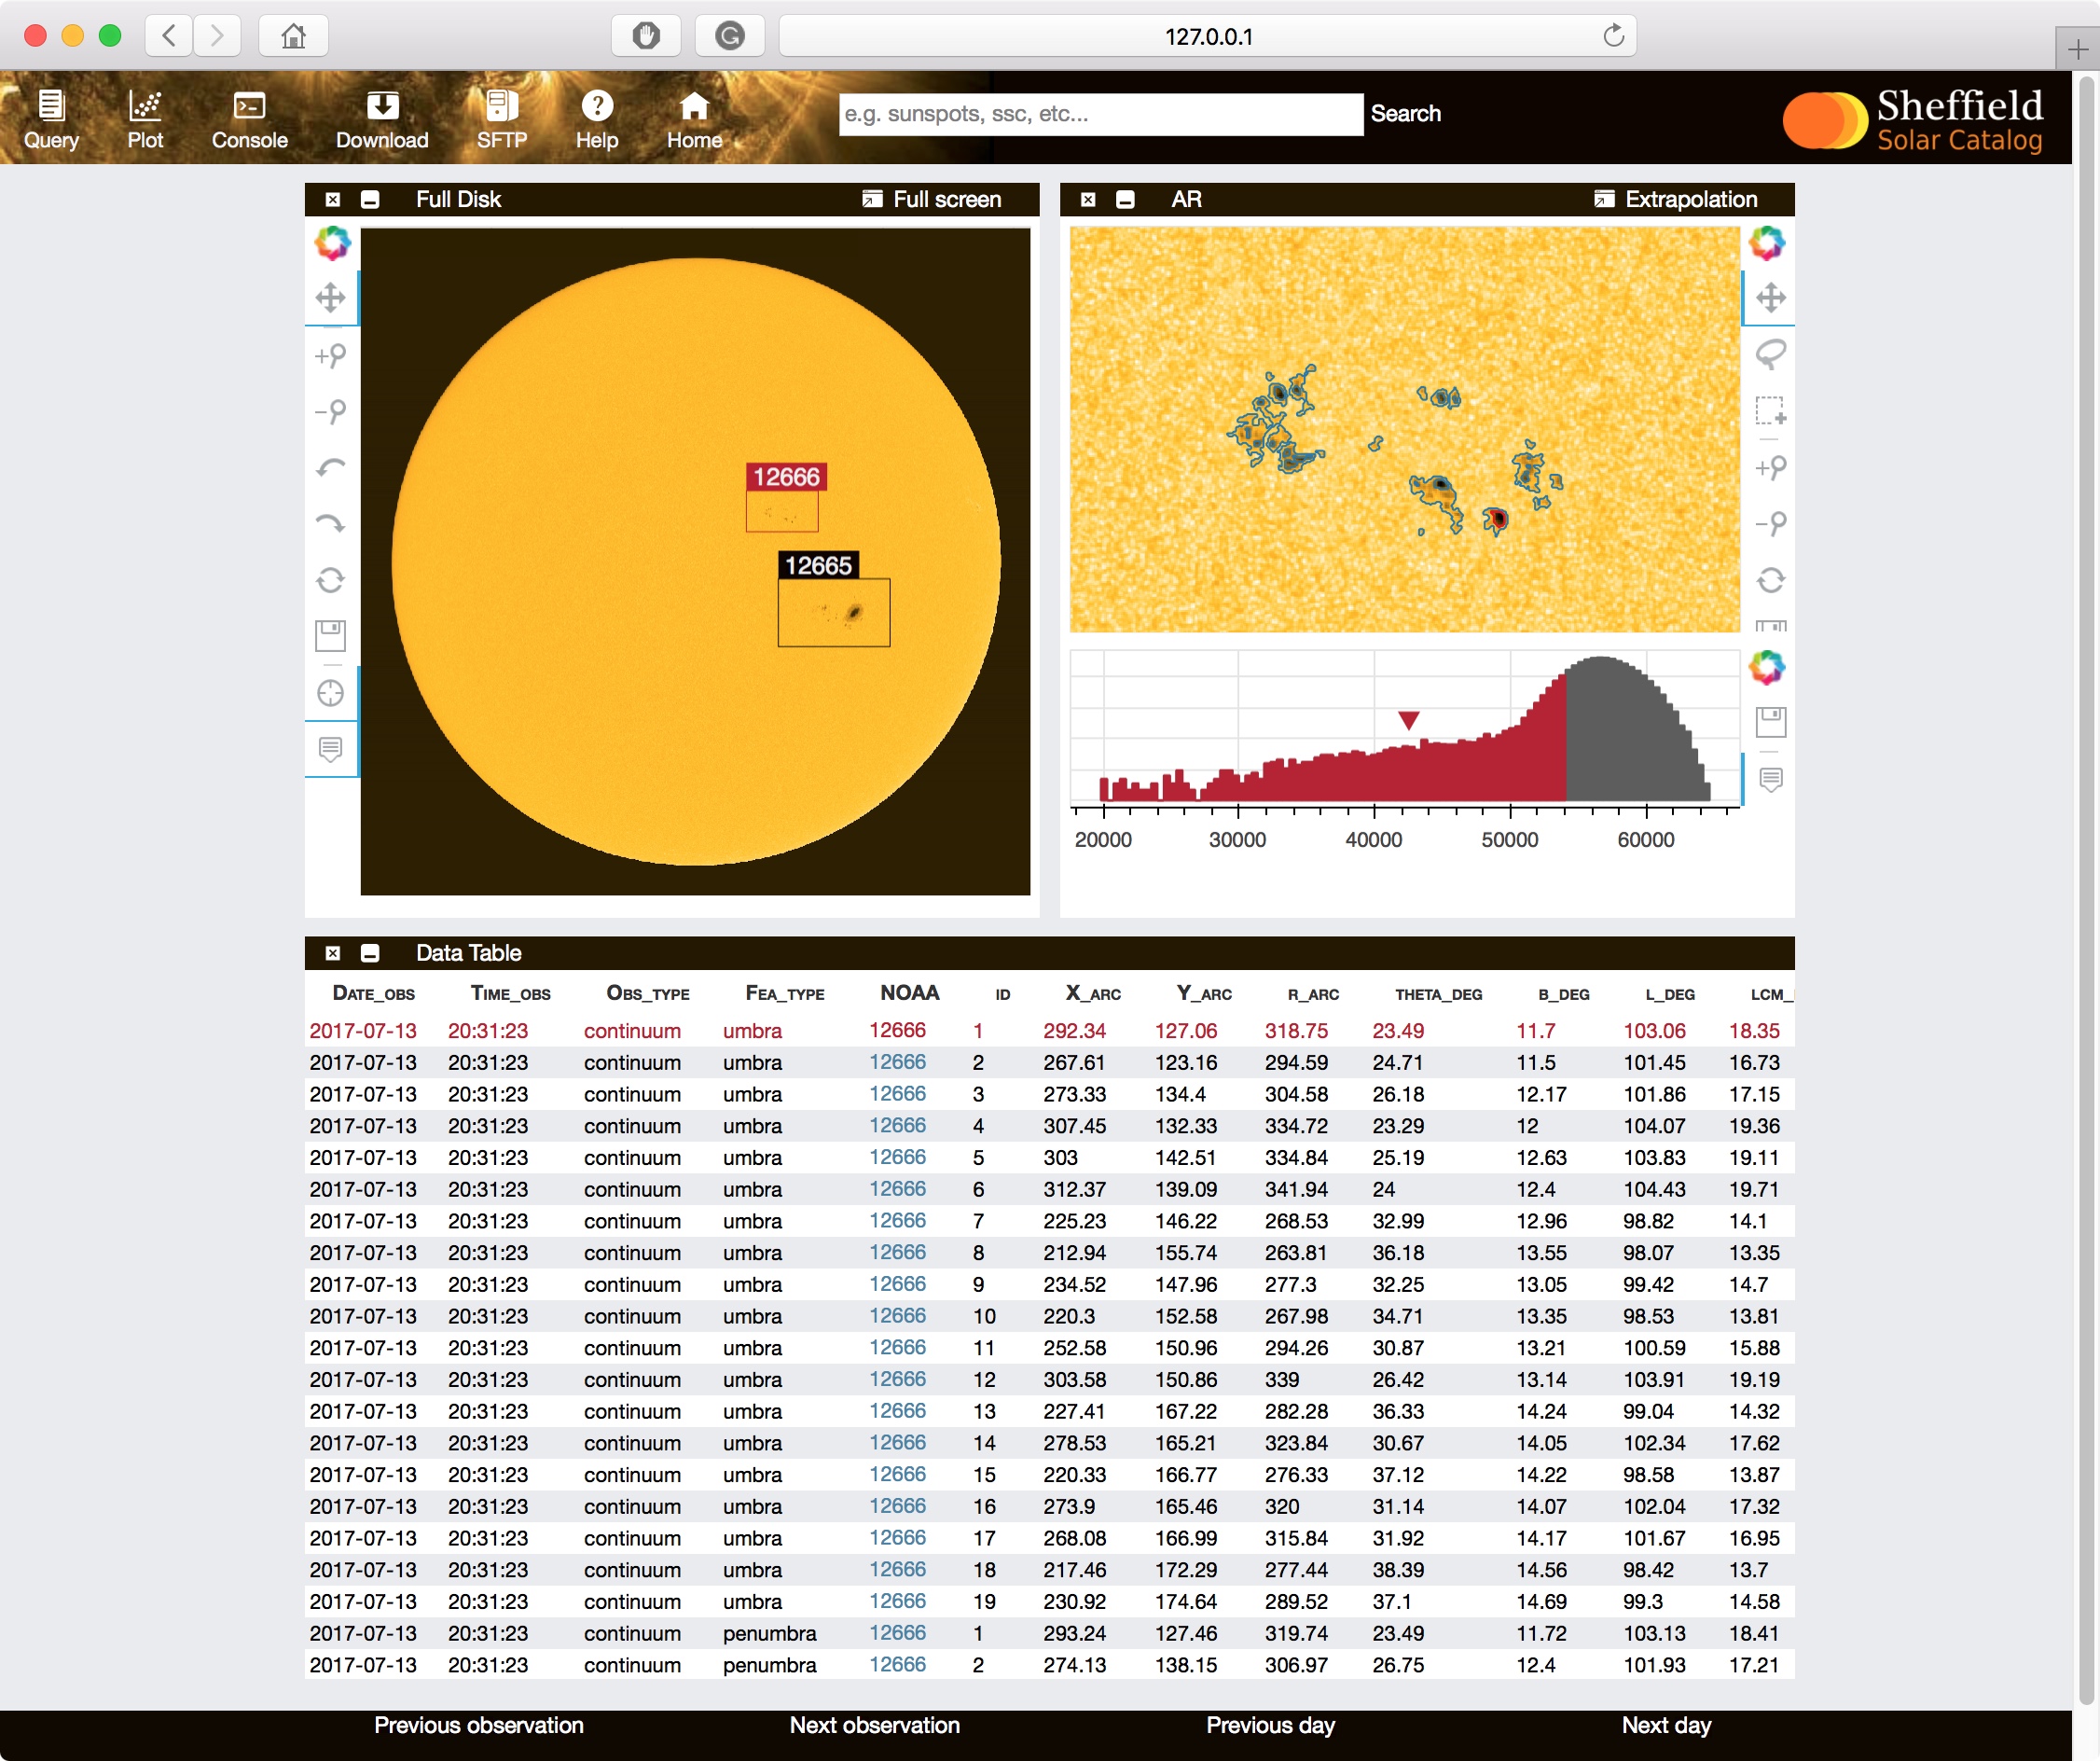 127.0.0.1
Query Plot Console Download SFTP Help Home
e.g. sunspots, ssc, etc... Search
Sheffield
Solar Catalog
Full Disk Full screen
AR Extrapolation
12666
12665
20000 30000 40000 50000 60000
Data Table
DATE_OBS TIME_OBS OBS_TYPE FEA_TYPE NOAA ID X_ARC Y_ARC R_ARC THETA_DEG B_DEG L_DEG LCM_
2017-07-13 20:31:23 continuum umbra 12666 1 292.34 127.06 318.75 23.49 11.7 103.06 18.35
2017-07-13 20:31:23 continuum umbra 12666 2 267.61 123.16 294.59 24.71 11.5 101.45 16.73
2017-07-13 20:31:23 continuum umbra 12666 3 273.33 134.4 304.58 26.18 12.17 101.86 17.15
2017-07-13 20:31:23 continuum umbra 12666 4 307.45 132.33 334.72 23.29 12 104.07 19.36
2017-07-13 20:31:23 continuum umbra 12666 5 303 142.51 334.84 25.19 12.63 103.83 19.11
2017-07-13 20:31:23 continuum umbra 12666 6 312.37 139.09 341.94 24 12.4 104.43 19.71
2017-07-13 20:31:23 continuum umbra 12666 7 225.23 146.22 268.53 32.99 12.96 98.82 14.1
2017-07-13 20:31:23 continuum umbra 12666 8 212.94 155.74 263.81 36.18 13.55 98.07 13.35
2017-07-13 20:31:23 continuum umbra 12666 9 234.52 147.96 277.3 32.25 13.05 99.42 14.7
2017-07-13 20:31:23 continuum umbra 12666 10 220.3 152.58 267.98 34.71 13.35 98.53 13.81
2017-07-13 20:31:23 continuum umbra 12666 11 252.58 150.96 294.26 30.87 13.21 100.59 15.88
2017-07-13 20:31:23 continuum umbra 12666 12 303.58 150.86 339 26.42 13.14 103.91 19.19
2017-07-13 20:31:23 continuum umbra 12666 13 227.41 167.22 282.28 36.33 14.24 99.04 14.32
2017-07-13 20:31:23 continuum umbra 12666 14 278.53 165.21 323.84 30.67 14.05 102.34 17.62
2017-07-13 20:31:23 continuum umbra 12666 15 220.33 166.77 276.33 37.12 14.22 98.58 13.87
2017-07-13 20:31:23 continuum umbra 12666 16 273.9 165.46 320 31.14 14.07 102.04 17.32
2017-07-13 20:31:23 continuum umbra 12666 17 268.08 166.99 315.84 31.92 14.17 101.67 16.95
2017-07-13 20:31:23 continuum umbra 12666 18 217.46 172.29 277.44 38.39 14.56 98.42 13.7
2017-07-13 20:31:23 continuum umbra 12666 19 230.92 174.64 289.52 37.1 14.69 99.3 14.58
2017-07-13 20:31:23 continuum penumbra 12666 1 293.24 127.46 319.74 23.49 11.72 103.13 18.41
2017-07-13 20:31:23 continuum penumbra 12666 2 274.13 138.15 306.97 26.75 12.4 101.93 17.21
Previous observation Next observation Previous day Next day